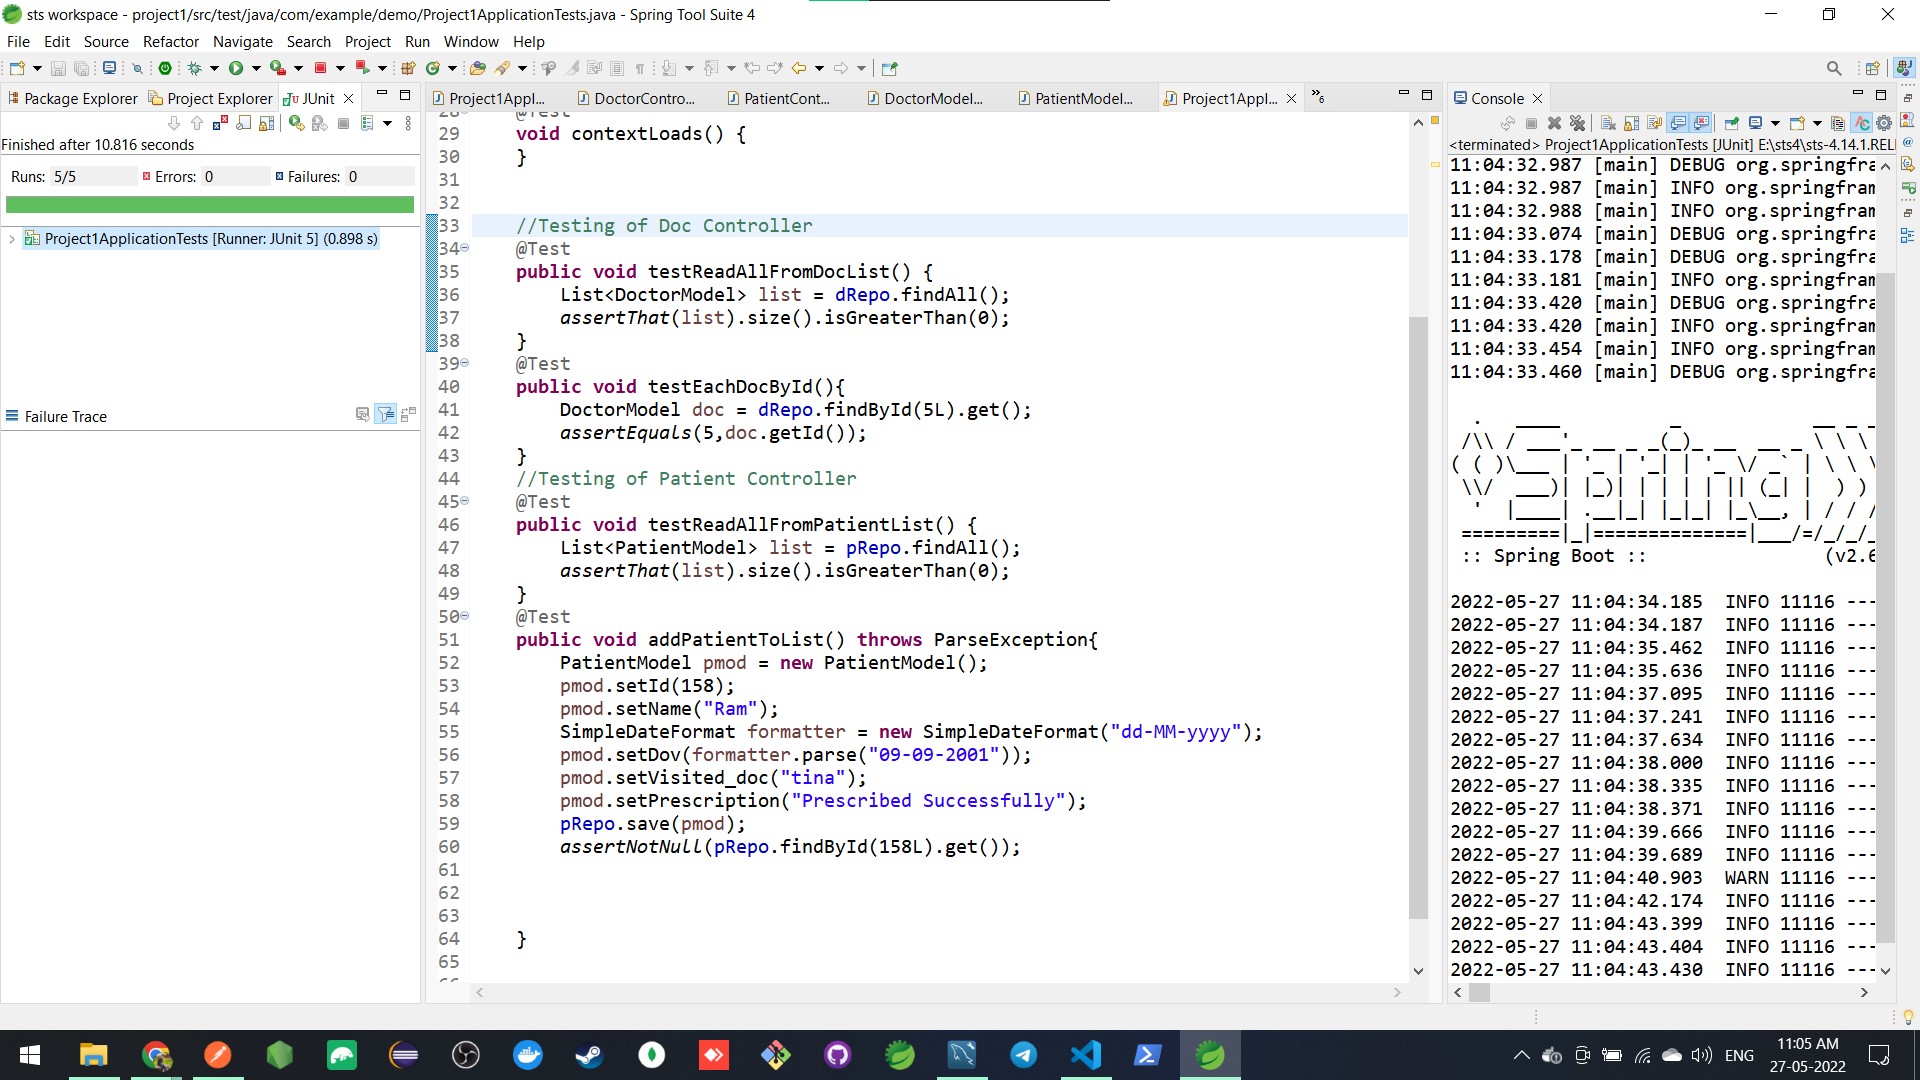 sts workspace - project1/src/test/java/com/example/demo/Project1ApplicationTests.java - Spring Tool Suite 4
File Edit Source Refactor Navigate Search Project Run Window Help
Package Explorer Project Explorer JUnit
Finished after 10.816 seconds
Runs: 5/5 Errors: 0 Failures: 0
Project1ApplicationTests [Runner: JUnit 5] (0.898 s)
Failure Trace
Project1Appl... DoctorContro... PatientCont... DoctorModel... PatientModel... Project1Appl... »6
28 @Test
29 void contextLoads() {
30 }
31
32
33 //Testing of Doc Controller
34 @Test
35 public void testReadAllFromDocList() {
36 List<DoctorModel> list = dRepo.findAll();
37 assertThat(list).size().isGreaterThan(0);
38 }
39 @Test
40 public void testEachDocById(){
41 DoctorModel doc = dRepo.findById(5L).get();
42 assertEquals(5,doc.getId());
43 }
44 //Testing of Patient Controller
45 @Test
46 public void testReadAllFromPatientList() {
47 List<PatientModel> list = pRepo.findAll();
48 assertThat(list).size().isGreaterThan(0);
49 }
50 @Test
51 public void addPatientToList() throws ParseException{
52 PatientModel pmod = new PatientModel();
53 pmod.setId(158);
54 pmod.setName("Ram");
55 SimpleDateFormat formatter = new SimpleDateFormat("dd-MM-yyyy");
56 pmod.setDov(formatter.parse("09-09-2001"));
57 pmod.setVisited_doc("tina");
58 pmod.setPrescription("Prescribed Successfully");
59 pRepo.save(pmod);
60 assertNotNull(pRepo.findById(158L).get());
61
62
63
64 }
65
Console
<terminated> Project1ApplicationTests [JUnit] E:\sts4\sts-4.14.1.REL
11:04:32.987 [main] DEBUG org.springfra
11:04:32.987 [main] INFO org.springfram
11:04:32.988 [main] INFO org.springfram
11:04:33.074 [main] DEBUG org.springfra
11:04:33.178 [main] DEBUG org.springfra
11:04:33.181 [main] INFO org.springfram
11:04:33.420 [main] DEBUG org.springfra
11:04:33.420 [main] INFO org.springfram
11:04:33.454 [main] INFO org.springfram
11:04:33.460 [main] DEBUG org.springfra
:: Spring Boot :: (v2.6
2022-05-27 11:04:34.185 INFO 11116 ---
2022-05-27 11:04:34.187 INFO 11116 ---
2022-05-27 11:04:35.462 INFO 11116 ---
2022-05-27 11:04:35.636 INFO 11116 ---
2022-05-27 11:04:37.095 INFO 11116 ---
2022-05-27 11:04:37.241 INFO 11116 ---
2022-05-27 11:04:37.634 INFO 11116 ---
2022-05-27 11:04:38.000 INFO 11116 ---
2022-05-27 11:04:38.335 INFO 11116 ---
2022-05-27 11:04:38.371 INFO 11116 ---
2022-05-27 11:04:39.666 INFO 11116 ---
2022-05-27 11:04:39.689 INFO 11116 ---
2022-05-27 11:04:40.903 WARN 11116 ---
2022-05-27 11:04:42.174 INFO 11116 ---
2022-05-27 11:04:43.399 INFO 11116 ---
2022-05-27 11:04:43.404 INFO 11116 ---
2022-05-27 11:04:43.430 INFO 11116 ---
ENG
11:05 AM
27-05-2022